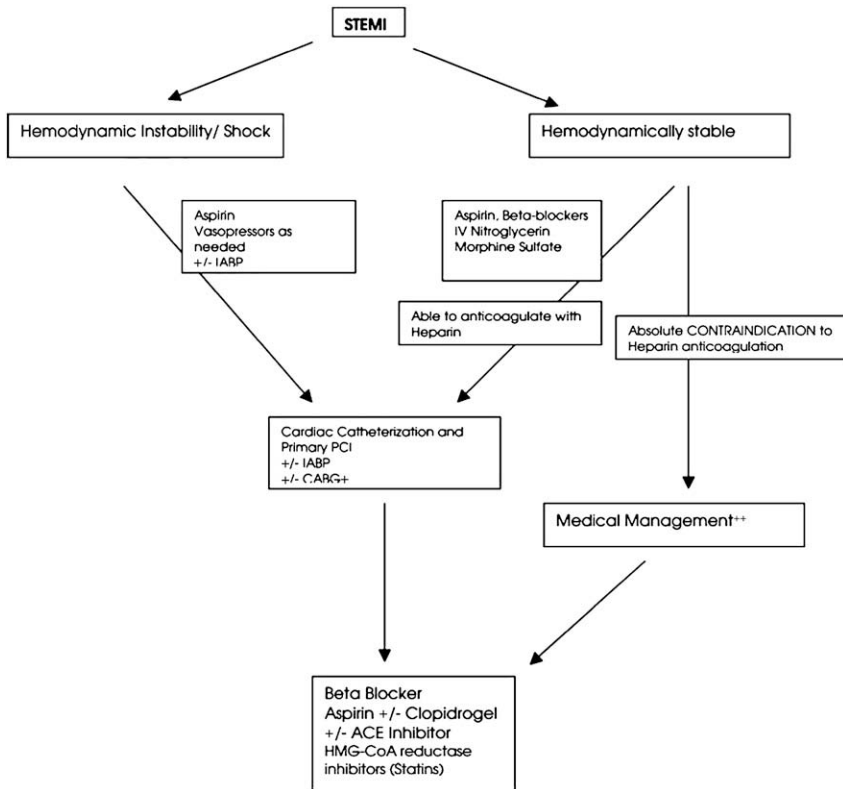 STEMI
Hemodynamic Instability/ Shock
Hemodynamically stable
Aspirin
Vasopressors as
needed
+/- IABP
Aspirin, Beta-blockers
IV Nitroglycerin
Morphine Sulfate
Able to anticoagulate with
Heparin
Absolute CONTRAINDICATION to
Heparin anticoagulation
Cardiac Catheterization and
Primary PCI
+/- IABP
+/- CABG+
Medical Management⁺⁺
Beta Blocker
Aspirin +/- Clopidrogel
+/- ACE Inhibitor
HMG-CoA reductase
inhibitors (Statins)